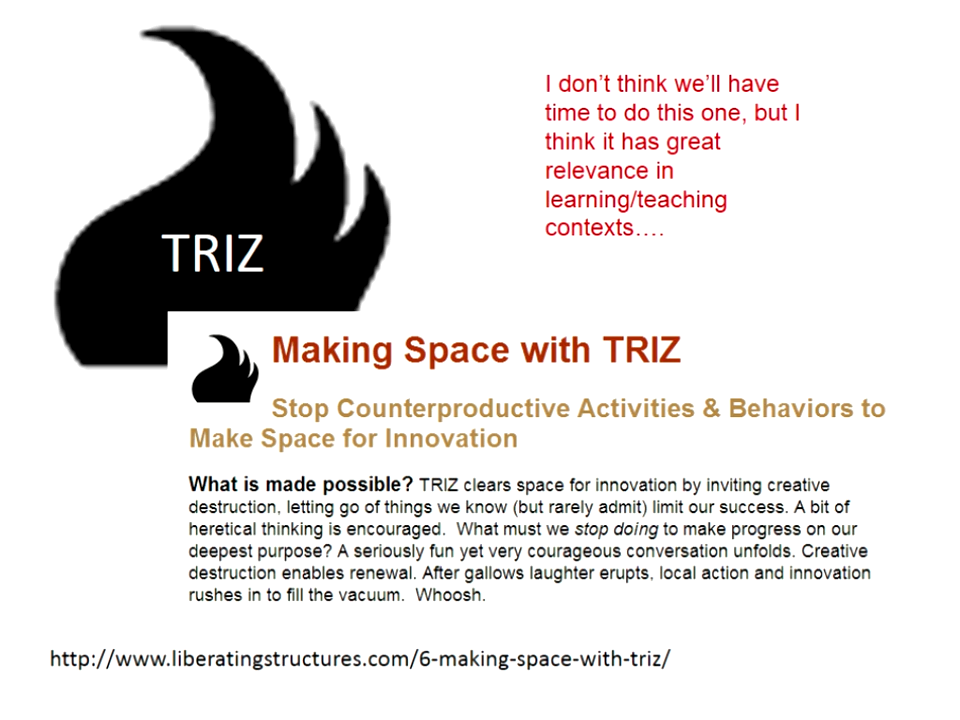 I don’t think we’ll have
time to do this one, but I
think it has great
relevance in
learning/teaching
contexts….
TRIZ
Making Space with TRIZ
Stop Counterproductive Activities & Behaviors to
Make Space for Innovation
What is made possible? TRIZ clears space for innovation by inviting creative
destruction, letting go of things we know (but rarely admit) limit our success. A bit of
heretical thinking is encouraged.  What must we stop doing to make progress on our
deepest purpose? A seriously fun yet very courageous conversation unfolds. Creative
destruction enables renewal. After gallows laughter erupts, local action and innovation
rushes in to fill the vacuum.  Whoosh.
http://www.liberatingstructures.com/6-making-space-with-triz/